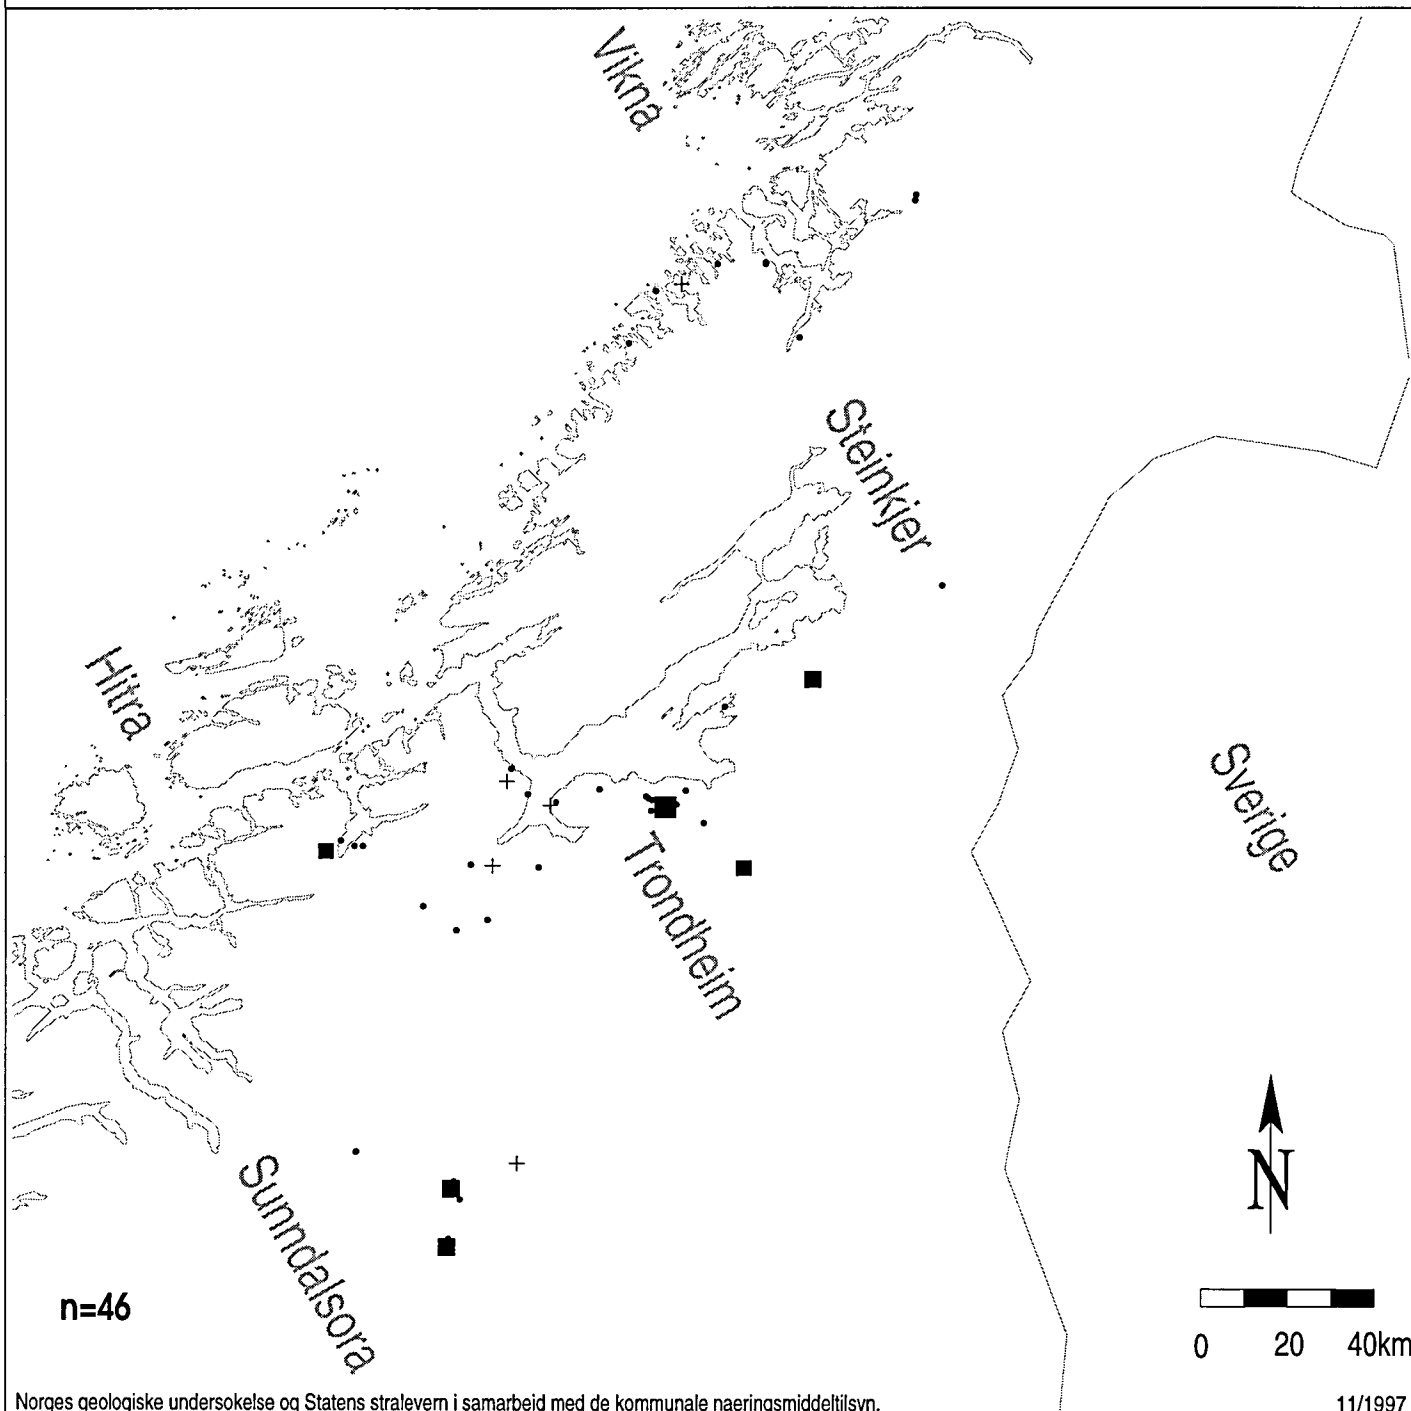 Vikna
Steinkjer
Hitra
Sverige
Trondheim
Sunndalsora
N
n=46
0 20 40km
Norges geologiske undersokelse og Statens stralevern i samarbeid med de kommunale naeringsmiddeltilsyn.
11/1997